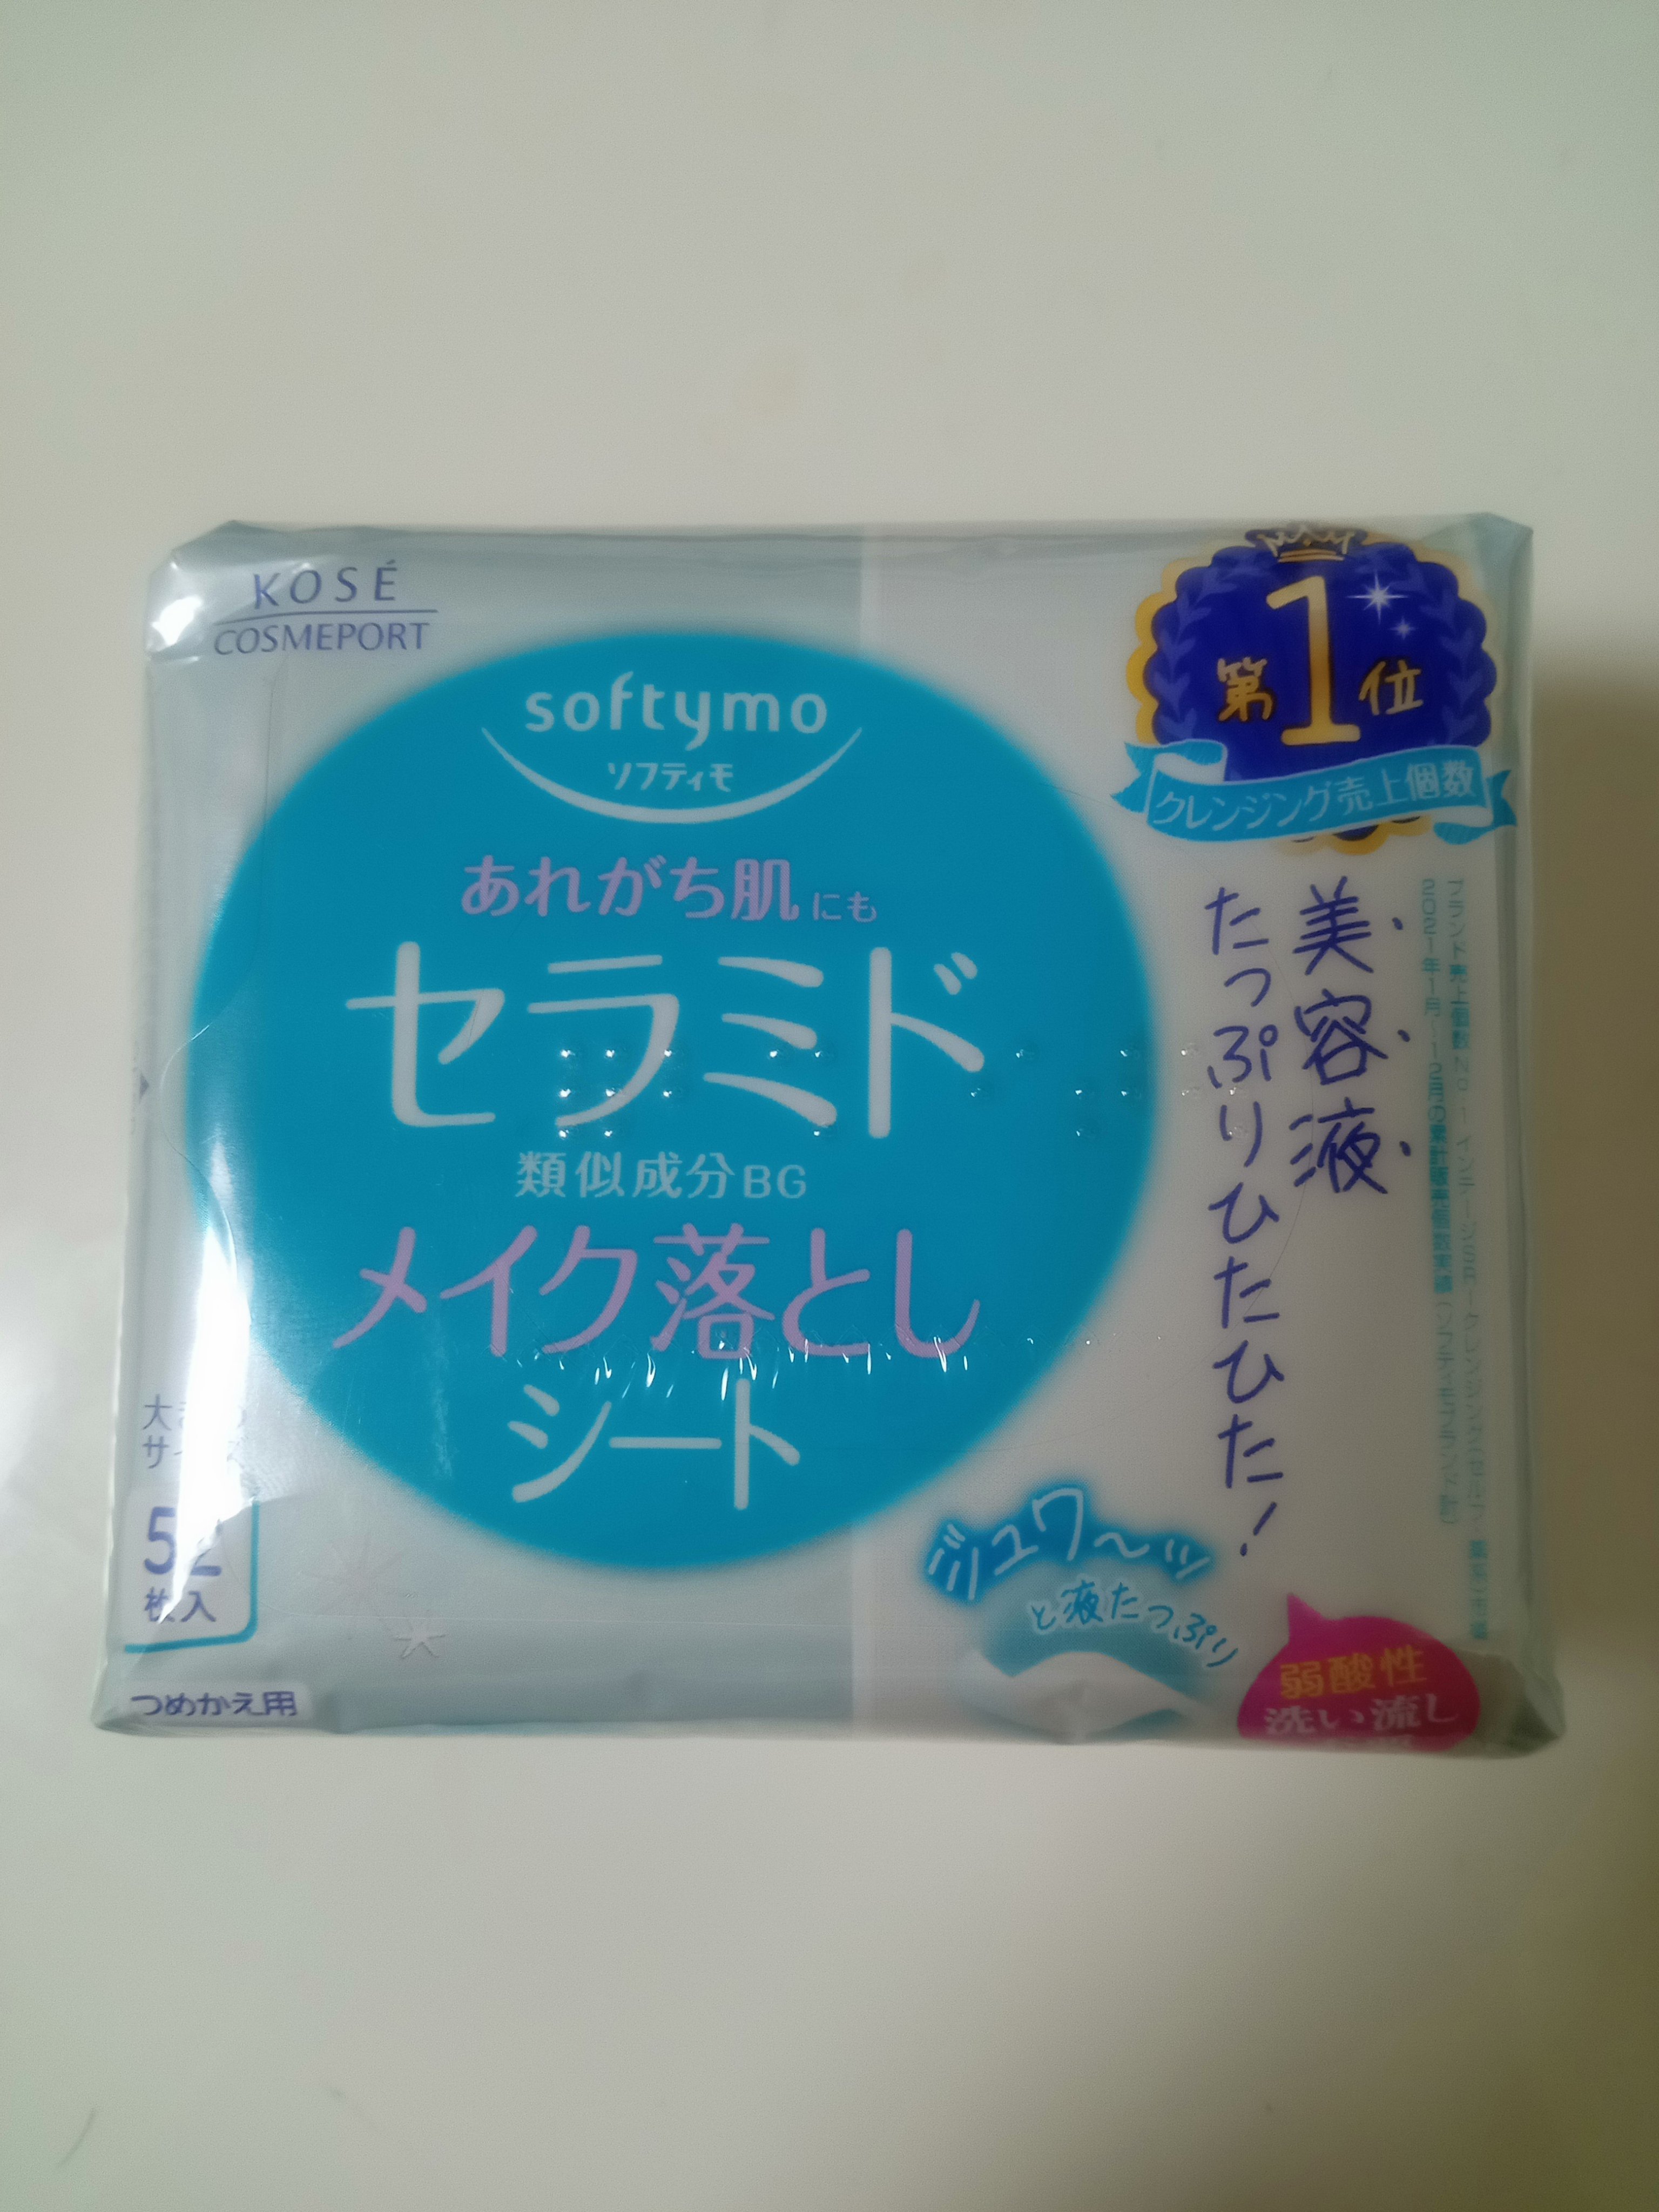 KOSÉ
COSMEPORT
softymo
ソフティモ
あれがち肌にも
セラミド
類似成分BG
メイク落とし
シート
52
枚入
つめかえ用
第1位
クレンジング売上個数
美容液
たっぷりひたひた!
ジュワ〜ッ
と液たっぷり
弱酸性
洗い流し